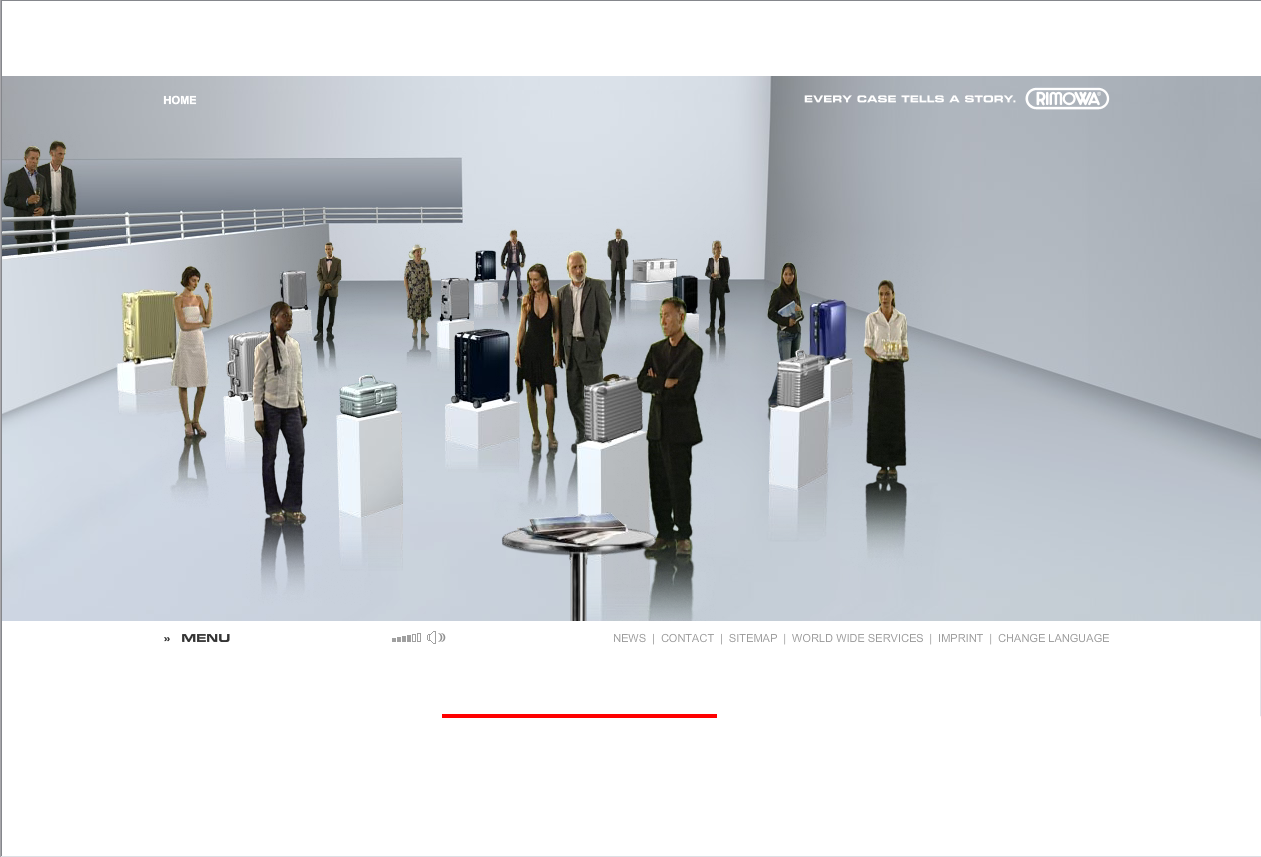 HOME
EVERY CASE TELLS A STORY. RIMOWA®
» MENU
NEWS | CONTACT | SITEMAP | WORLD WIDE SERVICES | IMPRINT | CHANGE LANGUAGE